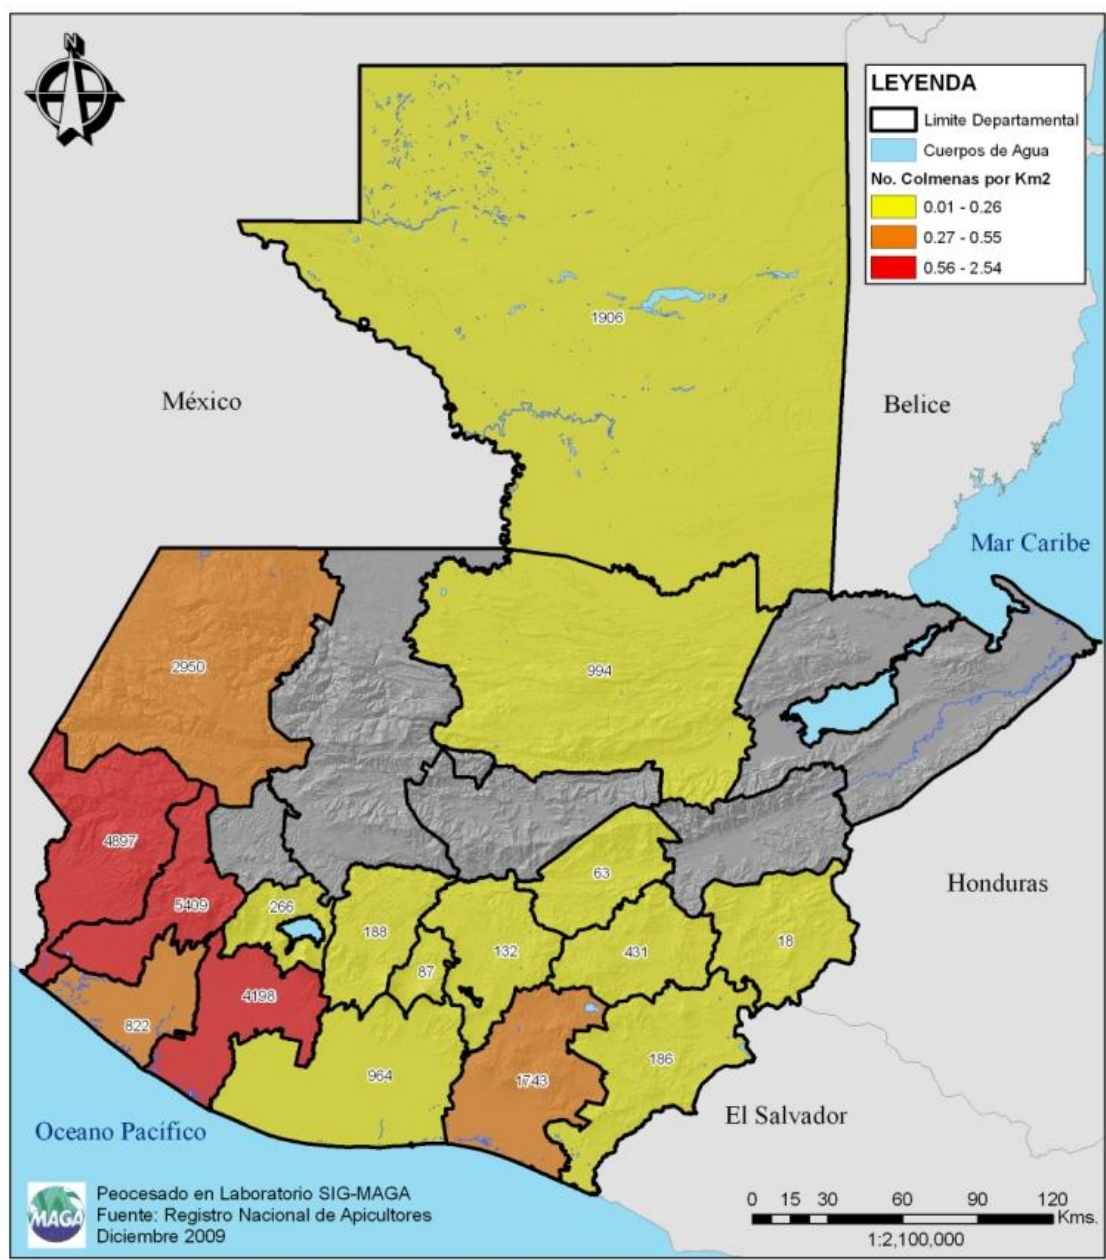 N
LEYENDA
Limite Departamental
Cuerpos de Agua
No. Colmenas por Km2
0.01 - 0.26
0.27 - 0.55
0.56 - 2.54
1906
México
Belice
Mar Caribe
2950
994
4897
63
Honduras
5409
266
188
132
431
18
87
4198
822
964
1743
186
El Salvador
Oceano Pacífico
MAGA
Peocesado en Laboratorio SIG-MAGA
Fuente: Registro Nacional de Apicultores
Diciembre 2009
0 15 30 60 90 120
Kms.
1:2,100,000